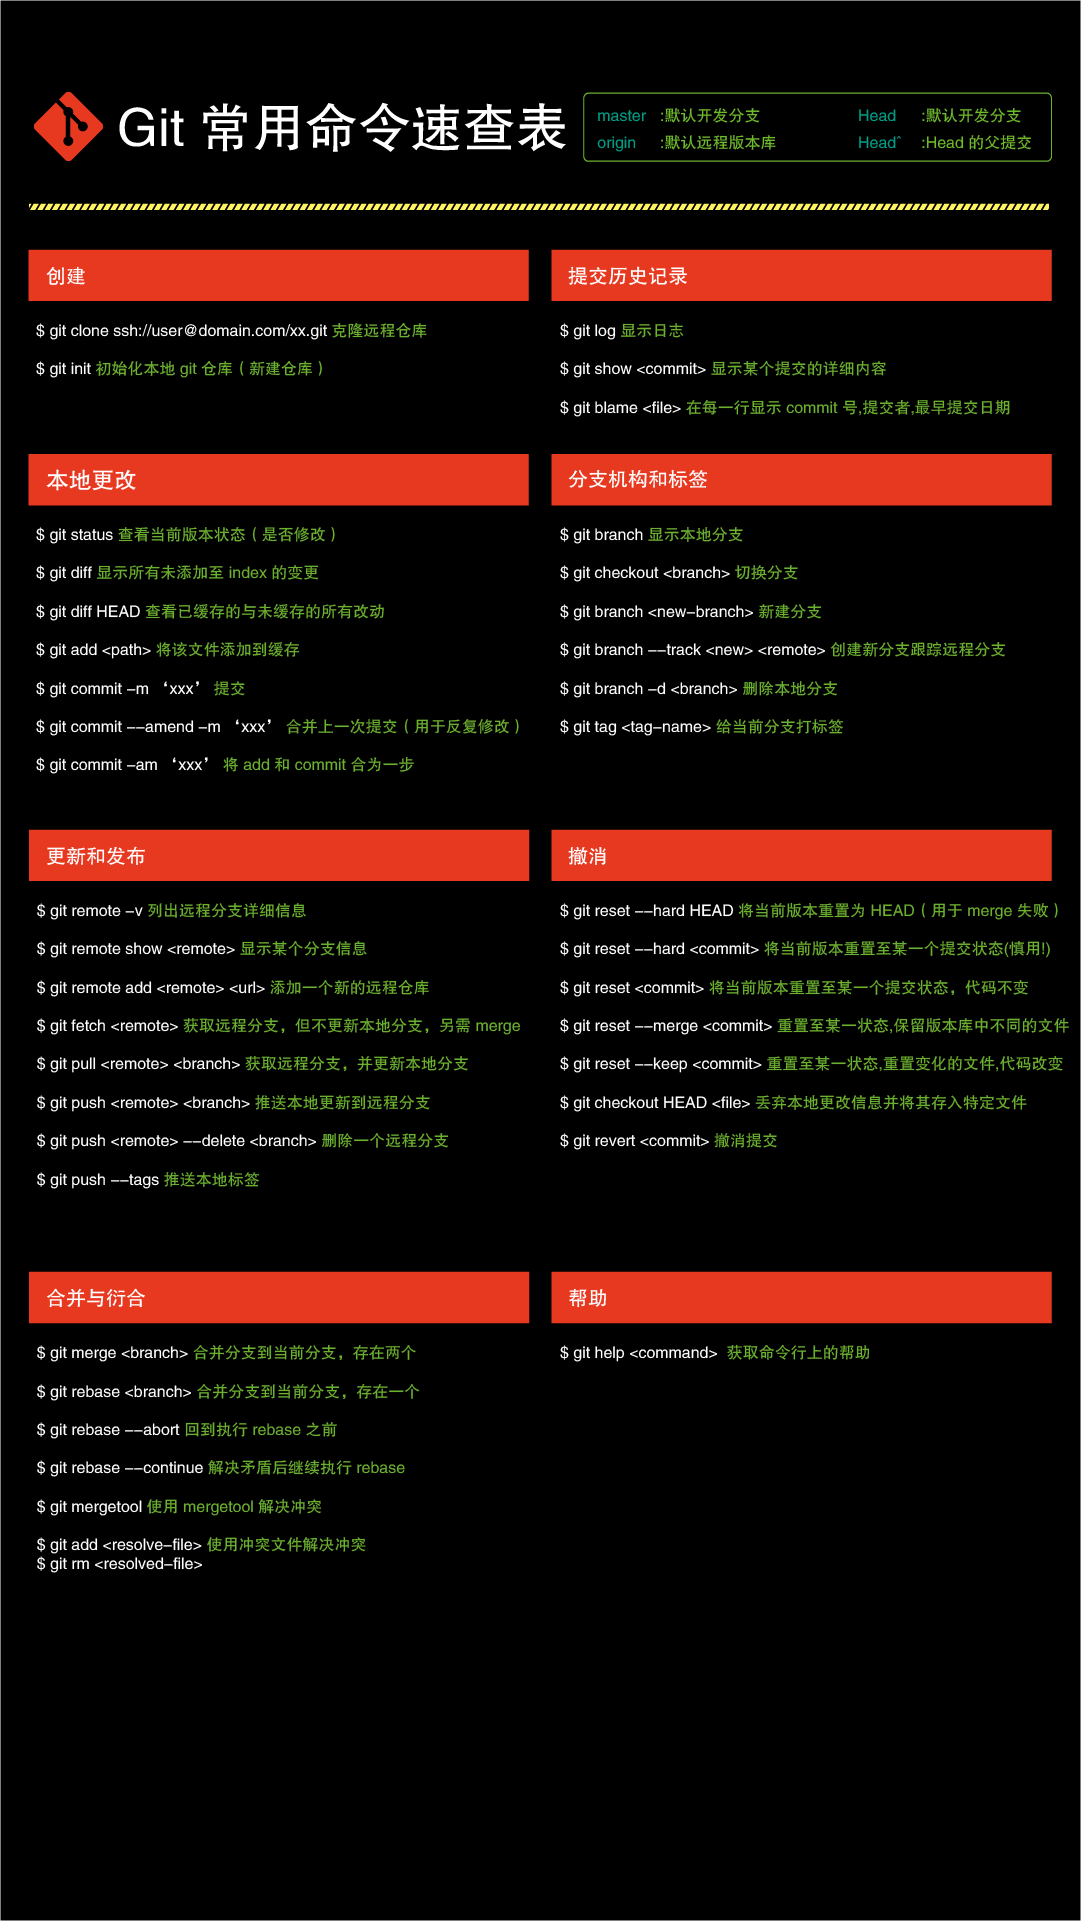 Git 常用命令速查表
master :默认开发分支
Head :默认开发分支
origin :默认远程版本库
Headˆ :Head 的父提交
创建
$ git clone ssh://user@domain.com/xx.git 克隆远程仓库
$ git init 初始化本地 git 仓库（新建仓库）
提交历史记录
$ git log 显示日志
$ git show <commit> 显示某个提交的详细内容
$ git blame <file> 在每一行显示 commit 号,提交者,最早提交日期
本地更改
$ git status 查看当前版本状态（是否修改）
$ git diff 显示所有未添加至 index 的变更
$ git diff HEAD 查看已缓存的与未缓存的所有改动
$ git add <path> 将该文件添加到缓存
$ git commit -m ‘xxx’ 提交
$ git commit --amend -m ‘xxx’ 合并上一次提交（用于反复修改）
$ git commit -am ‘xxx’ 将 add 和 commit 合为一步
分支机构和标签
$ git branch 显示本地分支
$ git checkout <branch> 切换分支
$ git branch <new-branch> 新建分支
$ git branch --track <new> <remote> 创建新分支跟踪远程分支
$ git branch -d <branch> 删除本地分支
$ git tag <tag-name> 给当前分支打标签
更新和发布
$ git remote -v 列出远程分支详细信息
$ git remote show <remote> 显示某个分支信息
$ git remote add <remote> <url> 添加一个新的远程仓库
$ git fetch <remote> 获取远程分支，但不更新本地分支，另需 merge
$ git pull <remote> <branch> 获取远程分支，并更新本地分支
$ git push <remote> <branch> 推送本地更新到远程分支
$ git push <remote> --delete <branch> 删除一个远程分支
$ git push --tags 推送本地标签
撤消
$ git reset --hard HEAD 将当前版本重置为 HEAD（用于 merge 失败）
$ git reset --hard <commit> 将当前版本重置至某一个提交状态(慎用!)
$ git reset <commit> 将当前版本重置至某一个提交状态，代码不变
$ git reset --merge <commit> 重置至某一状态,保留版本库中不同的文件
$ git reset --keep <commit> 重置至某一状态,重置变化的文件,代码改变
$ git checkout HEAD <file> 丢弃本地更改信息并将其存入特定文件
$ git revert <commit> 撤消提交
合并与衍合
$ git merge <branch> 合并分支到当前分支，存在两个
$ git rebase <branch> 合并分支到当前分支，存在一个
$ git rebase --abort 回到执行 rebase 之前
$ git rebase --continue 解决矛盾后继续执行 rebase
$ git mergetool 使用 mergetool 解决冲突
$ git add <resolve-file> 使用冲突文件解决冲突
$ git rm <resolved-file>
帮助
$ git help <command> 获取命令行上的帮助